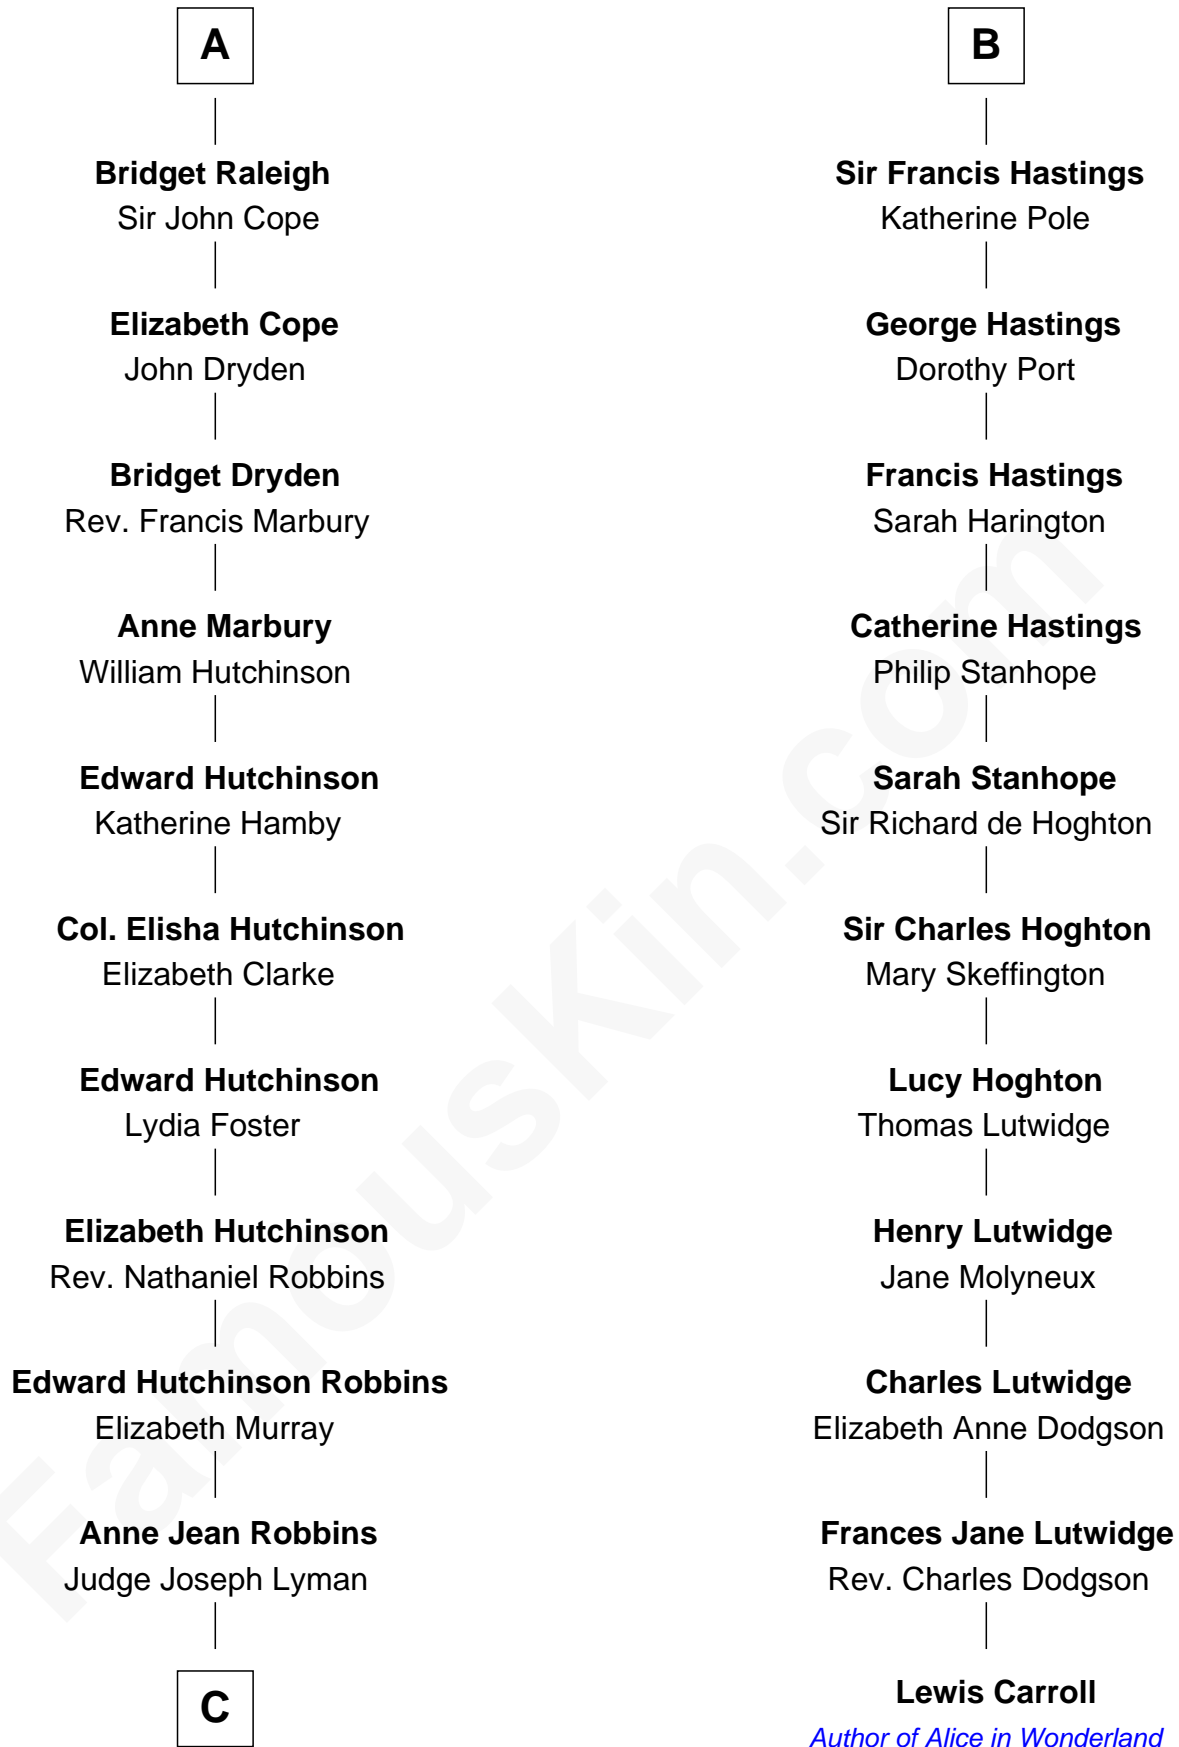 A
Bridget Raleigh
Sir John Cope
Elizabeth Cope
John Dryden
Bridget Dryden
Rev. Francis Marbury
Anne Marbury
William Hutchinson
Edward Hutchinson
Katherine Hamby
Col. Elisha Hutchinson
Elizabeth Clarke
Edward Hutchinson
Lydia Foster
Elizabeth Hutchinson
Rev. Nathaniel Robbins
Edward Hutchinson Robbins
Elizabeth Murray
Anne Jean Robbins
Judge Joseph Lyman
C
B
Sir Francis Hastings
Katherine Pole
George Hastings
Dorothy Port
Francis Hastings
Sarah Harington
Catherine Hastings
Philip Stanhope
Sarah Stanhope
Sir Richard de Hoghton
Sir Charles Hoghton
Mary Skeffington
Lucy Hoghton
Thomas Lutwidge
Henry Lutwidge
Jane Molyneux
Charles Lutwidge
Elizabeth Anne Dodgson
Frances Jane Lutwidge
Rev. Charles Dodgson
Lewis Carroll
Author of Alice in Wonderland
FamousKin.com